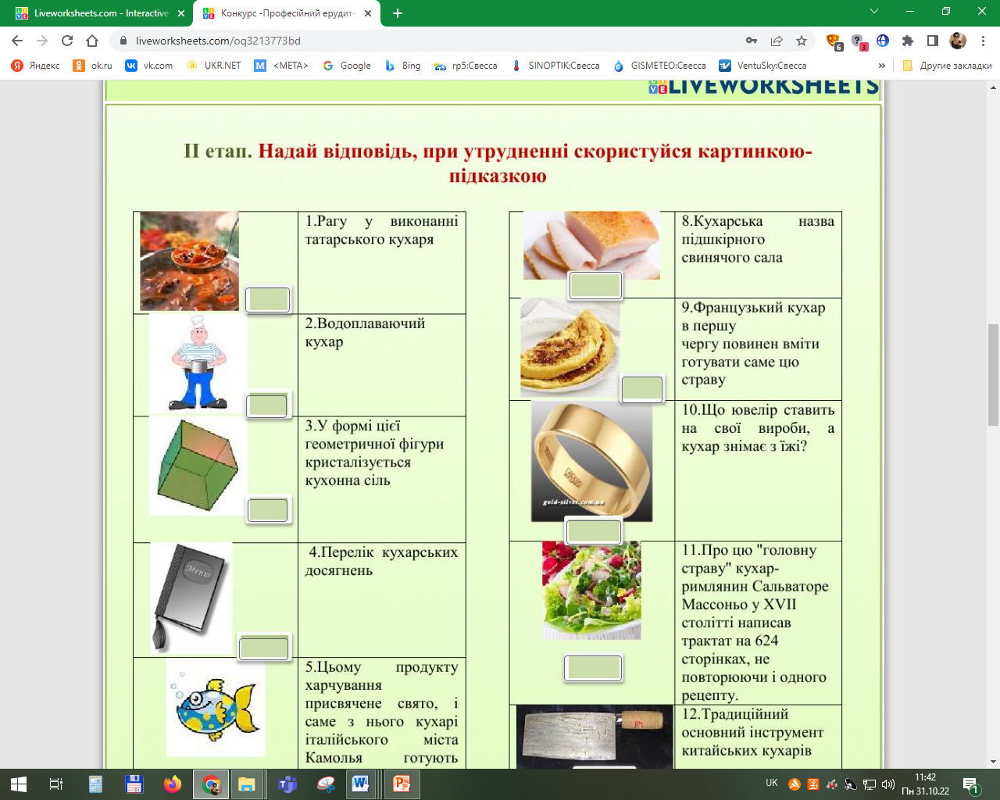 Liveworksheets.com - Interactive
Конкурс -Професійний ерудит-
liveworksheets.com/oq3213773bd
6
3
Яндекс
ok.ru
vk.com
UKR.NET
<META>
Google
Bing
rp5:Свесса
SINOPTIK:Свесса
GISMETEO:Свесса
VentuSky:Свесса
»
Другие закладки
LIVEWORKSHEETS
ІІ етап. Надай відповідь, при утрудненні скористуйся картинкою-
підказкою
1.Рагу у виконанні
татарського кухаря
2.Водоплаваючий
кухар
3.У формі цієї
геометричної фігури
кристалізується
кухонна сіль
Меню
4.Перелік кухарських
досягнень
5.Цьому продукту
харчування
присвячене свято, і
саме з нього кухарі
італійського міста
Камолья готують
8.Кухарська назва
підшкірного
свинячого сала
9.Французький кухар
в першу
чергу повинен вміти
готувати саме цю
страву
gold-silver.com.ua
10.Що ювелір ставить
на свої вироби, а
кухар знімає з їжі?
11.Про цю "головну
страву" кухар-
римлянин Сальваторе
Массоньо у XVII
столітті написав
трактат на 624
сторінках, не
повторюючи і одного
рецепту.
12.Традиційний
основний інструмент
китайських кухарів
UK
11:42
Пн 31.10.22
1